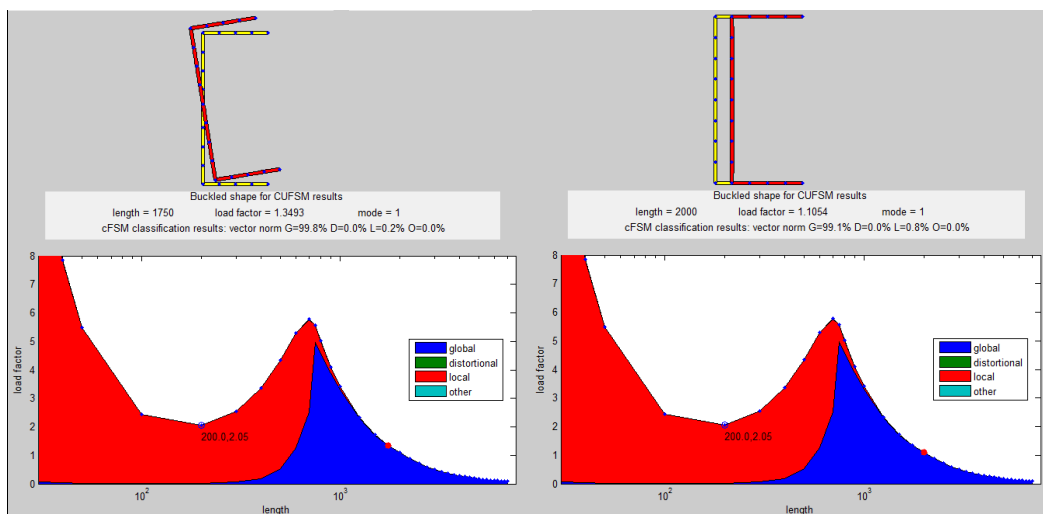 Buckled shape for CUFSM results
length = 1750 load factor = 1.3493 mode = 1
cFSM classification results: vector norm G=99.8% D=0.0% L=0.2% O=0.0%
8
7
6
5
4
3
2
1
0
load factor
200.0,2.05
global
distortional
local
other
10^2
10^3
length
Buckled shape for CUFSM results
length = 2000 load factor = 1.1054 mode = 1
cFSM classification results: vector norm G=99.1% D=0.0% L=0.8% O=0.0%
8
7
6
5
4
3
2
1
0
load factor
200.0,2.05
global
distortional
local
other
10^2
10^3
length